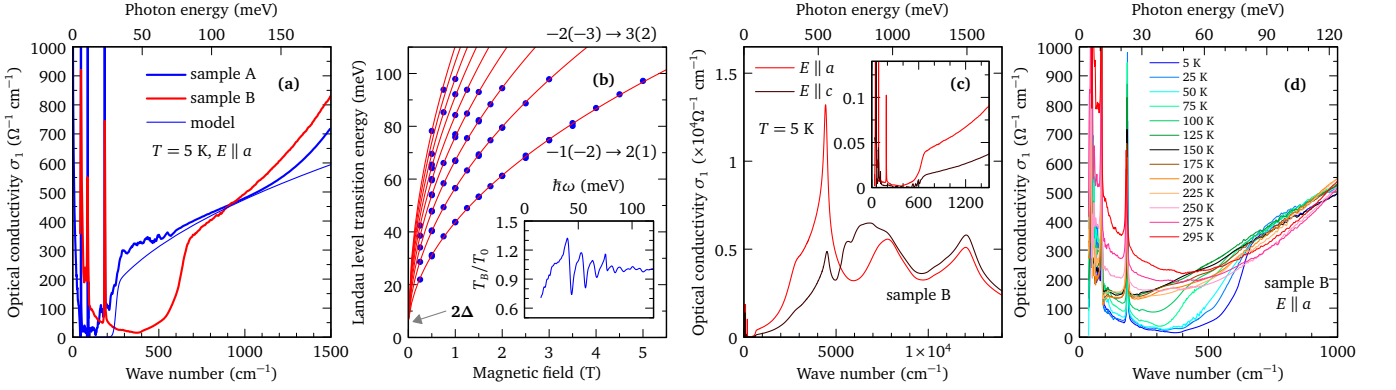 Photon energy (meV)
0 50 100 150
1000
900
800
700
600
500
400
300
200
100
0
Optical conductivity σ₁ (Ω⁻¹ cm⁻¹)
sample A
sample B
model
(a)
T = 5 K, E ∥ a
0 500 1000 1500
Wave number (cm⁻¹)
−2(−3) → 3(2)
100
80
60
40
20
0
Landau level transition energy (meV)
(b)
−1(−2) → 2(1)
ħω (meV)
0 40 80
1.5
1.2
0.9
0.6
T_B/T_0
2Δ
0 1 2 3 4 5
Magnetic field (T)
Photon energy (meV)
0 500 1000 1500
1.5
1
0.5
0
Optical conductivity σ₁ (×10⁴Ω⁻¹ cm⁻¹)
E ∥ a
E ∥ c
T = 5 K
(c)
0.1
0.05
0
0 600 1200
sample B
0 5000 1×10⁴
Wave number (cm⁻¹)
Photon energy (meV)
0 25 50 75 100 125
1000
900
800
700
600
500
400
300
200
100
0
Optical conductivity σ₁ (Ω⁻¹ cm⁻¹)
(d)
5 K
25 K
50 K
75 K
100 K
125 K
150 K
175 K
200 K
225 K
250 K
275 K
295 K
sample B
E ∥ a
0 500 1000
Wave number (cm⁻¹)